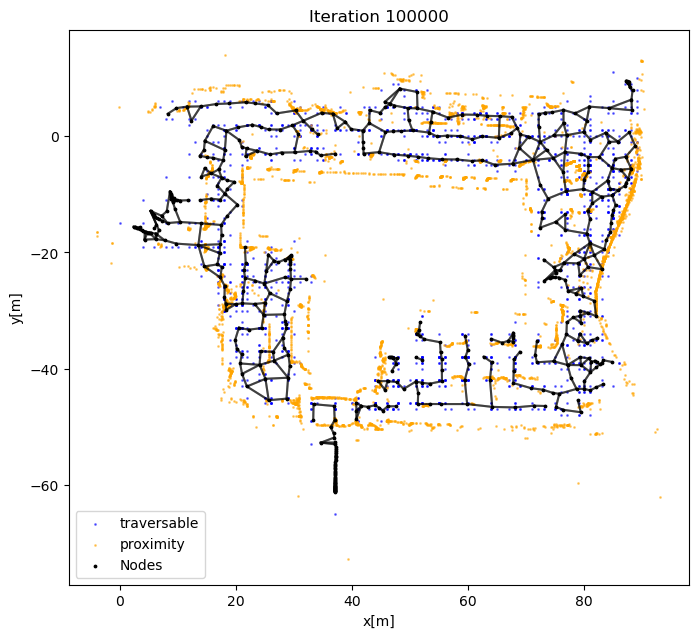 Iteration 100000
y[m]
0
−20
−40
−60
traversable
proximity
Nodes
0 20 40 60 80
x[m]